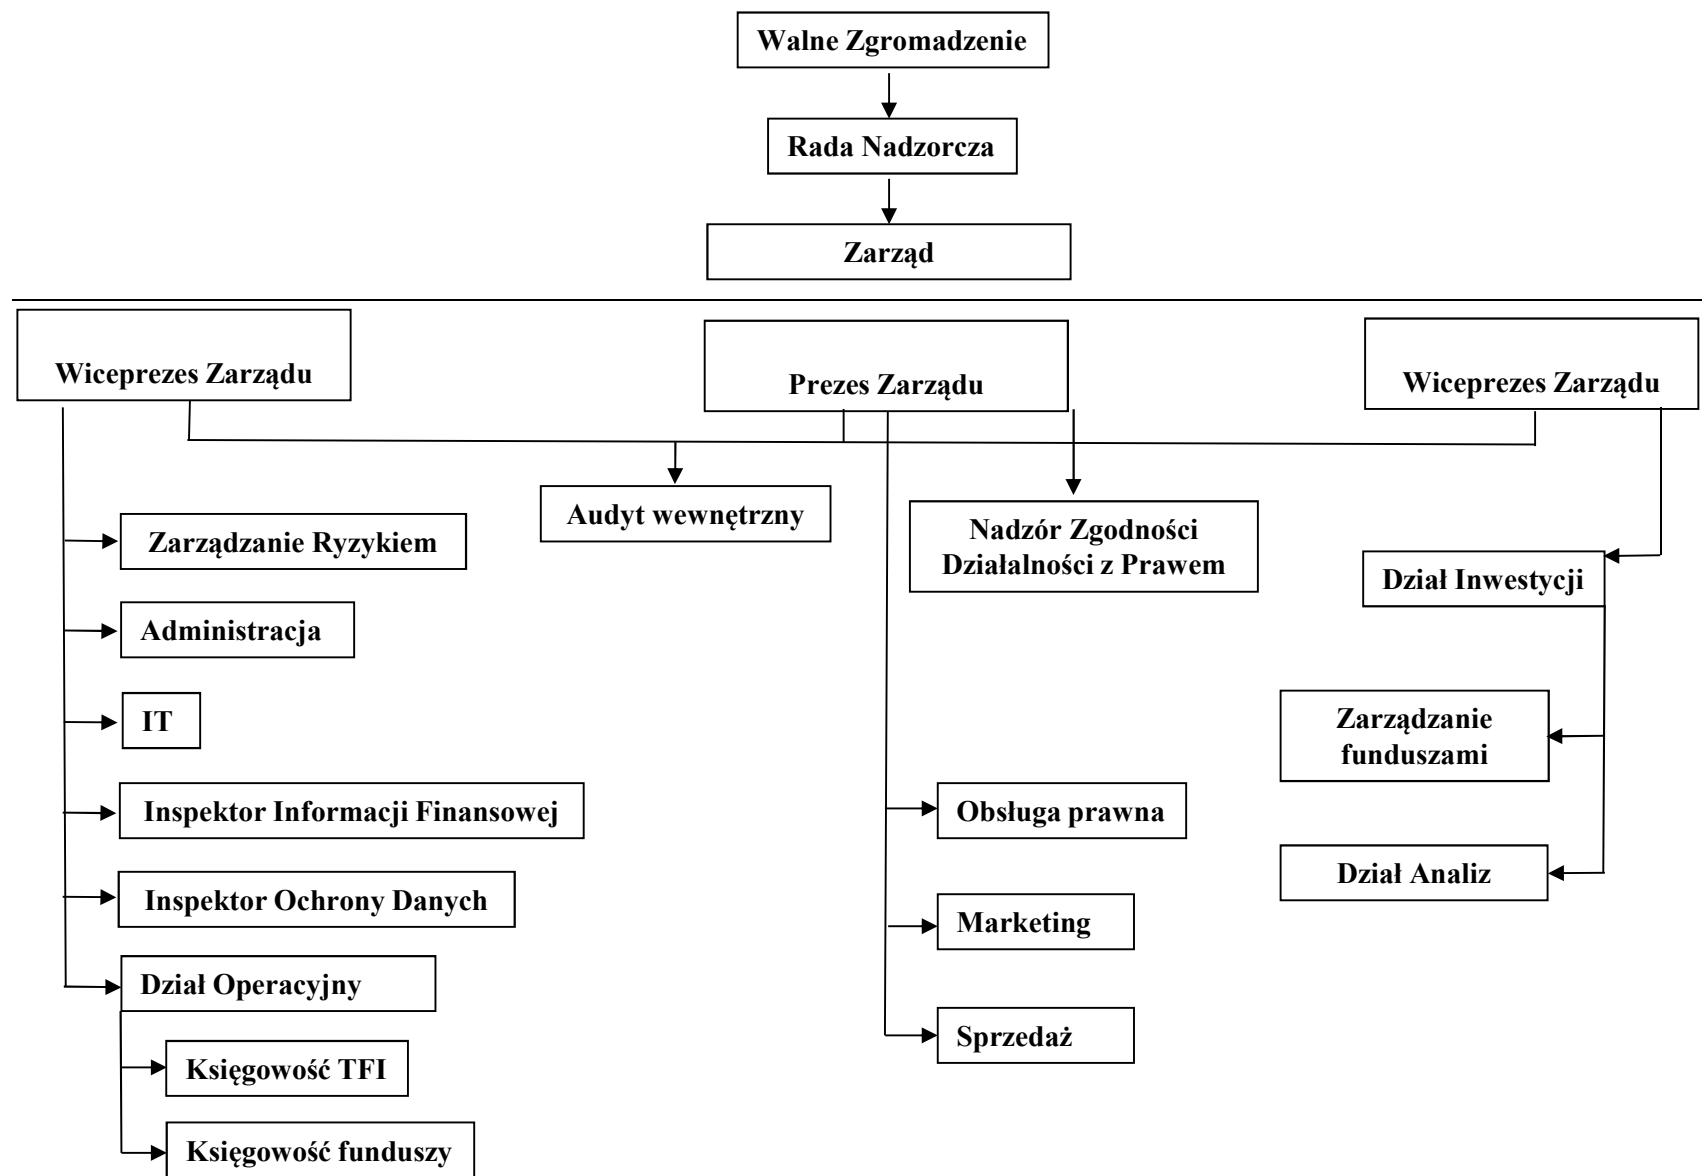 Walne Zgromadzenie
Rada Nadzorcza
Zarząd
Wiceprezes Zarządu
Prezes Zarządu
Wiceprezes Zarządu
Audyt wewnętrzny
Nadzór Zgodności
Działalności z Prawem
Zarządzanie Ryzykiem
Dział Inwestycji
Administracja
IT
Zarządzanie
funduszami
Inspektor Informacji Finansowej
Obsługa prawna
Dział Analiz
Inspektor Ochrony Danych
Marketing
Dział Operacyjny
Sprzedaż
Księgowość TFI
Księgowość funduszy